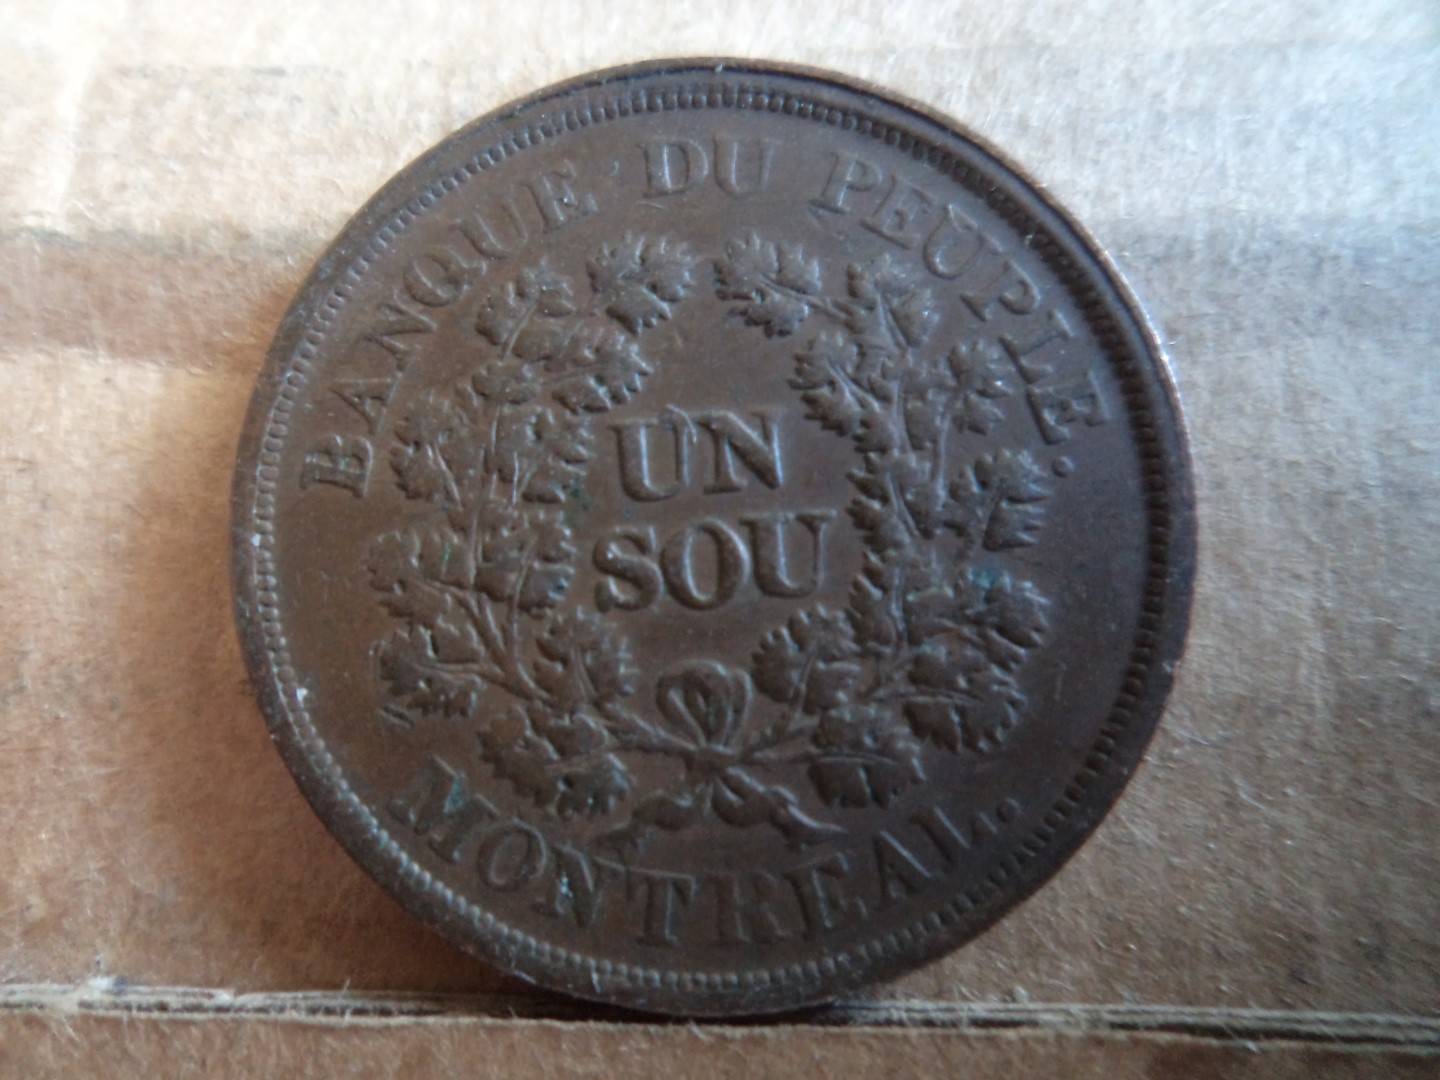 BANQUE DU PEUPLE.
UN
SOU
MONTREAL.